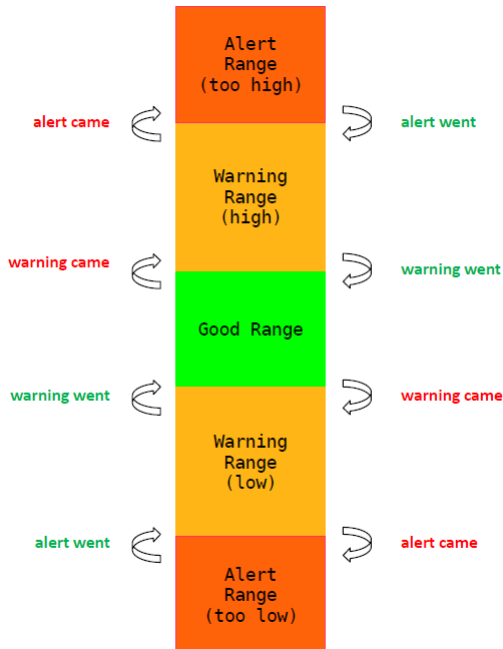 Alert
Range
(too high)
alert came
alert went
Warning
Range
(high)
warning came
warning went
Good Range
warning went
warning came
Warning
Range
(low)
alert went
alert came
Alert
Range
(too low)